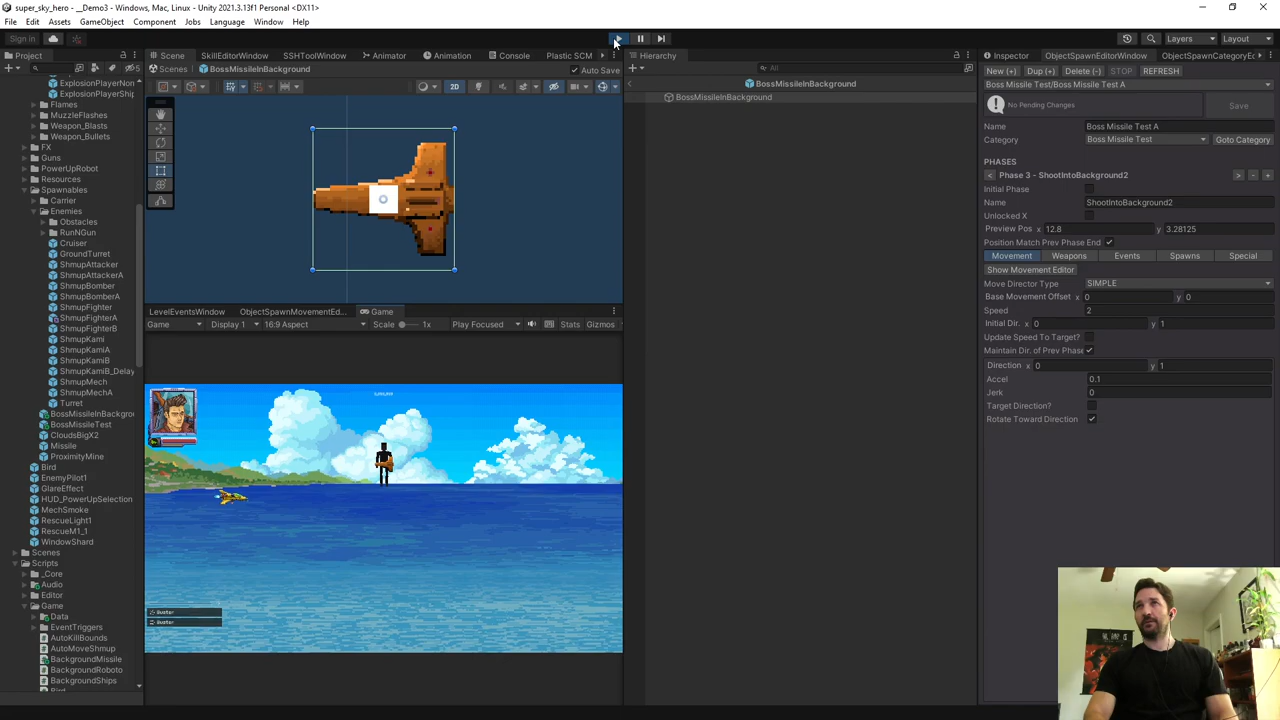 super_sky_hero - __Demo3 - Windows, Mac, Linux - Unity 2021.3.13f1 Personal <DX11>
File Edit Assets GameObject Component Jobs Language Window Help
Sign in
Layers Layout
Project
Scene SkillEditorWindow SSHToolWindow Animator Animation Console Plastic SCM
Hierarchy
Inspector ObjectSpawnEditorWindow ObjectSpawnCategoryEc
5
Scenes BossMissileInBackground Auto Save
All
New (+) Dup (+) Delete (-) STOP REFRESH
2D
BossMissileInBackground
BossMissileInBackground
Boss Missile Test/Boss Missile Test A
No Pending Changes Save
Name Boss Missile Test A
Category Boss Missile Test Goto Category
PHASES
< Phase 3 - ShootIntoBackground2 > - +
Initial Phase
Name ShootIntoBackground2
Unlocked X
Preview Pos x 12.8 y 3.28125
Position Match Prev Phase End
Movement Weapons Events Spawns Special
Show Movement Editor
Move Director Type SIMPLE
Base Movement Offset x 0 y 0
Speed 2
Initial Dir. x 0 y 1
Update Speed To Target?
Maintain Dir. of Prev Phase
Direction x 0 y 1
Accel 0.1
Jerk 0
Target Direction?
Rotate Toward Direction
ExplosionPlayerNon
ExplosionPlayerShip
Flames
MuzzleFlashes
Weapon_Blasts
Weapon_Bullets
FX
Guns
PowerUpRobot
Resources
Spawnables
Carrier
Enemies
Obstacles
RunNGun
Cruiser
GroundTurret
ShmupAttacker
ShmupAttackerA
ShmupBomber
ShmupBomberA
ShmupFighter
ShmupFighterA
ShmupFighterB
ShmupKami
ShmupKamiA
ShmupKamiB
ShmupKamiB_Delay
ShmupMech
ShmupMechA
Turret
BossMissileInBackgro
BossMissileTest
CloudsBigX2
Missile
ProximityMine
Bird
EnemyPilot1
GlareEffect
HUD_PowerUpSelection
MechSmoke
RescueLight1
RescueM1_1
WindowShard
Scenes
Scripts
_Core
Audio
Editor
Game
Data
EventTriggers
AutoKillBounds
AutoMoveShmup
BackgroundMissile
BackgroundRoboto
BackgroundShips
Bird
LevelEventsWindow ObjectSpawnMovementEd... Game
Game Display 1 16:9 Aspect Scale 1x Play Focused Stats Gizmos
Buster
Buster